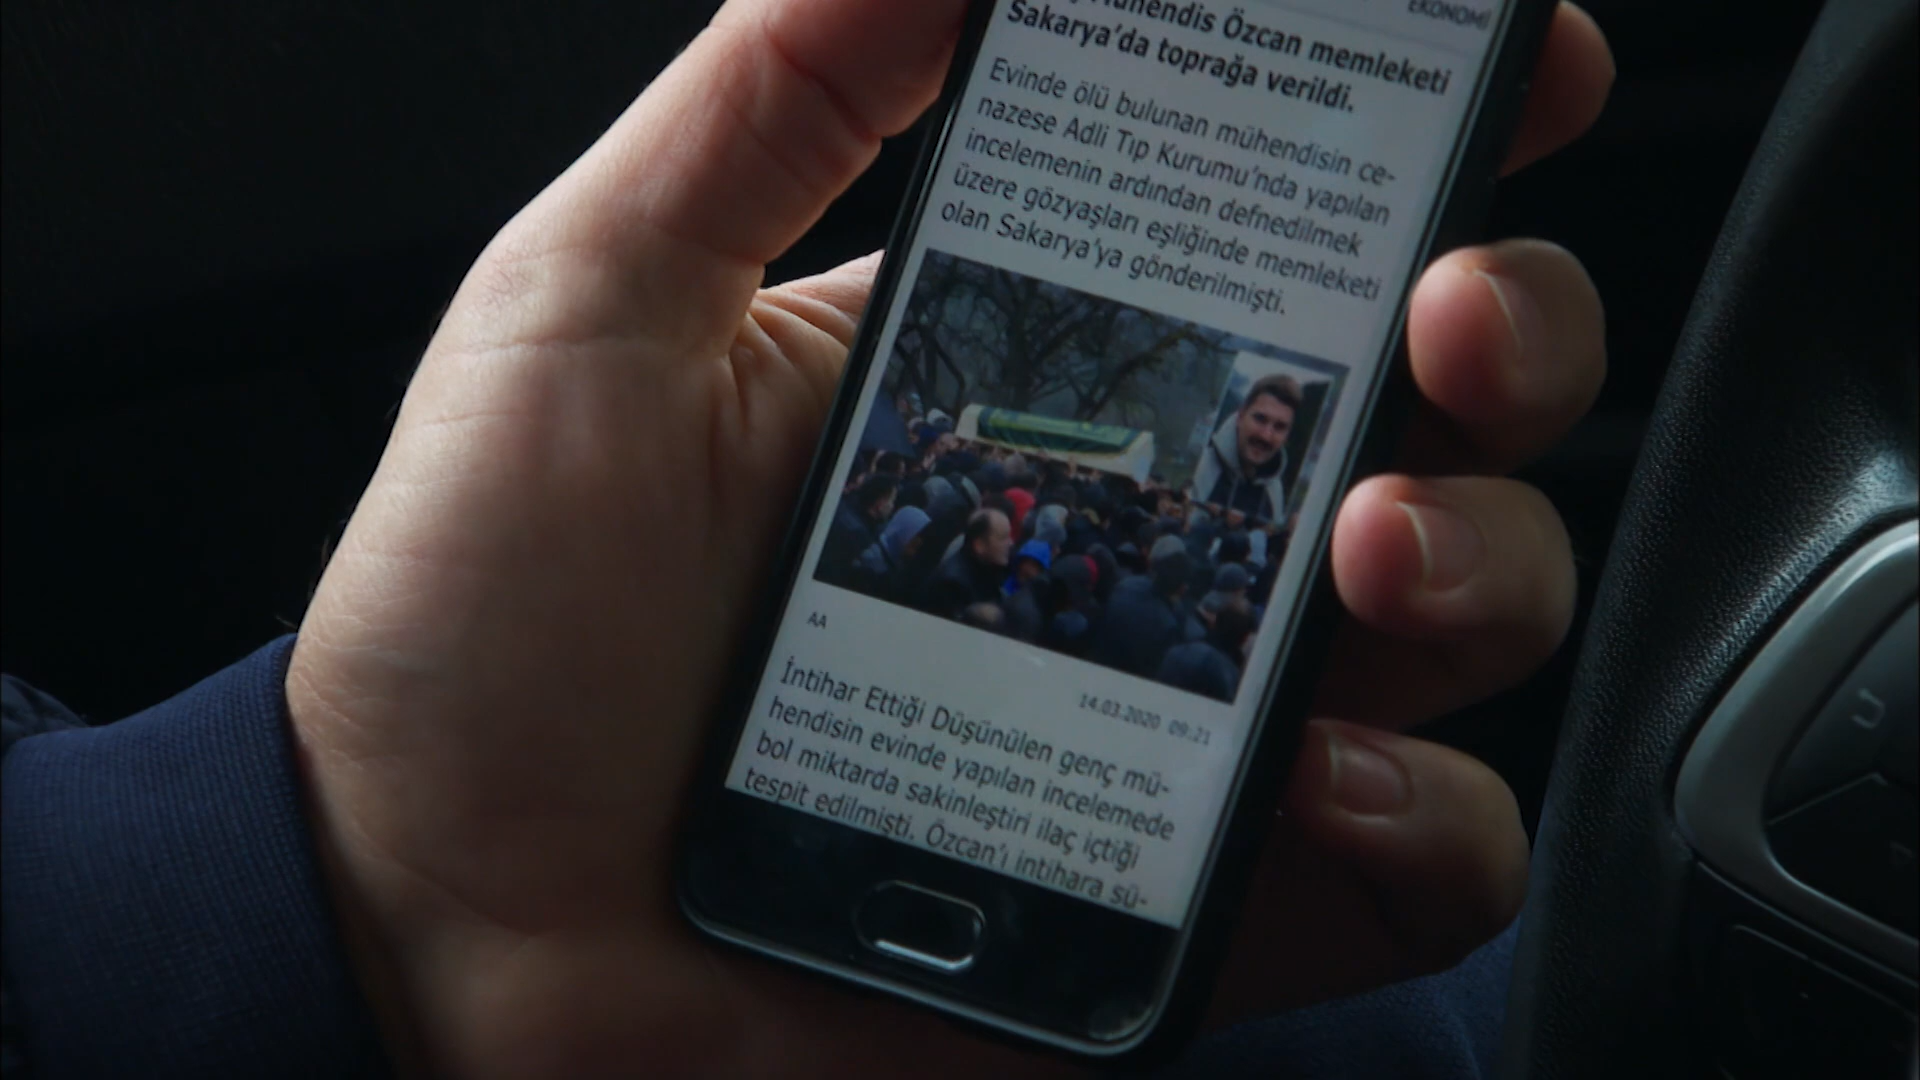 EKONOMİ
Mühendis Özcan memleketi
Sakarya'da toprağa verildi.
Evinde ölü bulunan mühendisin ce-
nazese Adli Tıp Kurumu'nda yapılan
incelemenin ardından defnedilmek
üzere gözyaşları eşliğinde memleketi
olan Sakarya'ya gönderilmişti.
AA
14.03.2020 09:21
İntihar Ettiği Düşünülen genç mü-
hendisin evinde yapılan incelemede
bol miktarda sakinleştiri ilaç içtiği
tespit edilmişti. Özcan'ı intihara sü-